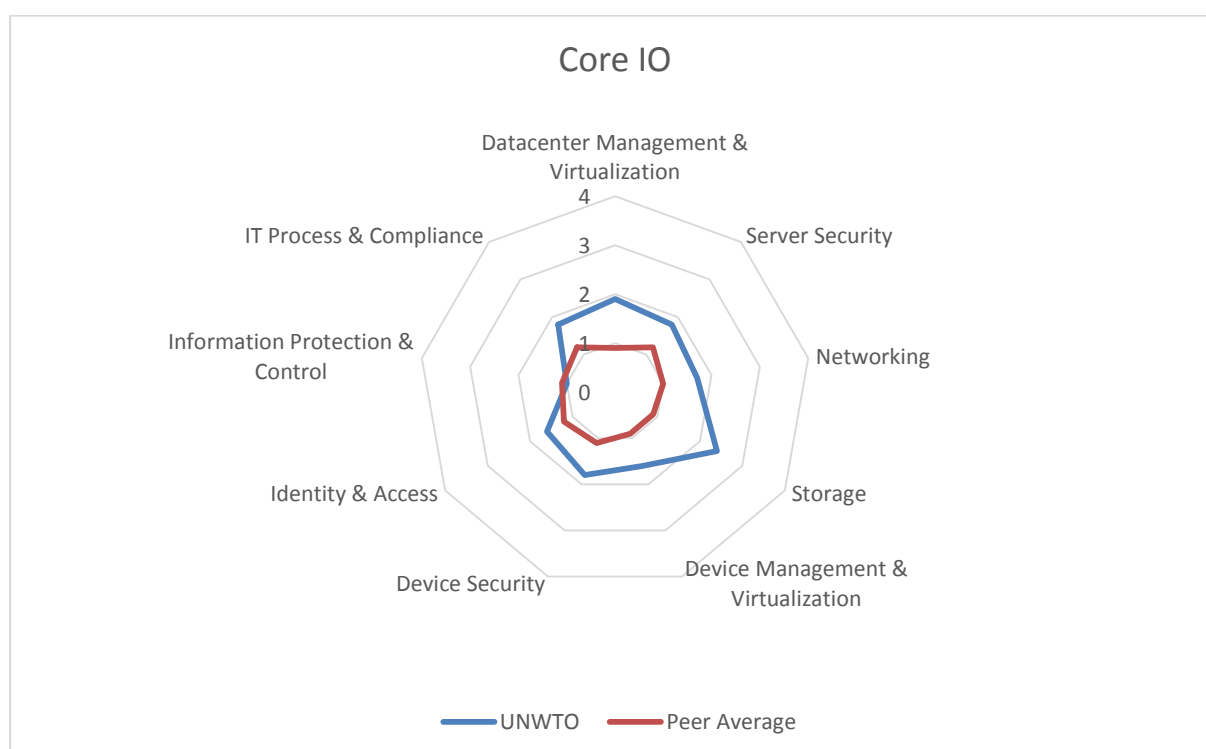 Core IO
Datacenter Management &
Virtualization
4
IT Process & Compliance
Server Security
3
2
Information Protection &
Control
1
Networking
0
Identity & Access
Storage
Device Security
Device Management &
Virtualization
UNWTO
Peer Average